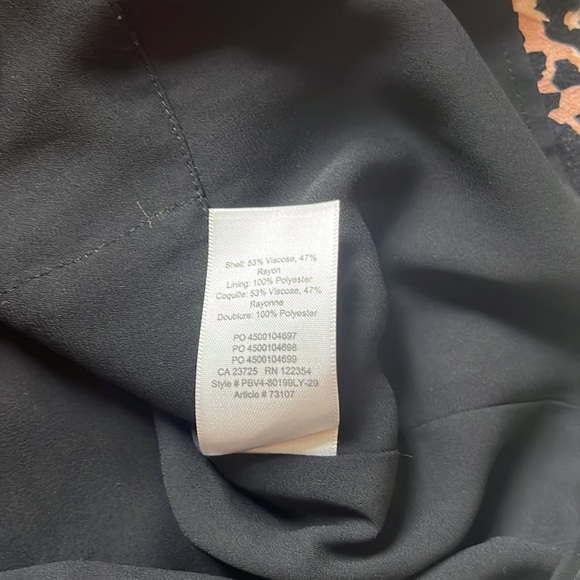 Shell: 53% Viscose, 47%
Rayon
Lining: 100% Polyester
Coquille: 53% Viscose, 47%
Rayonne
Doublure: 100% Polyester
PO 4500104697
PO 4500104698
PO 4500104699
CA 23725 RN 122354
Style # PBV4-80199LY-29
Article # 73107